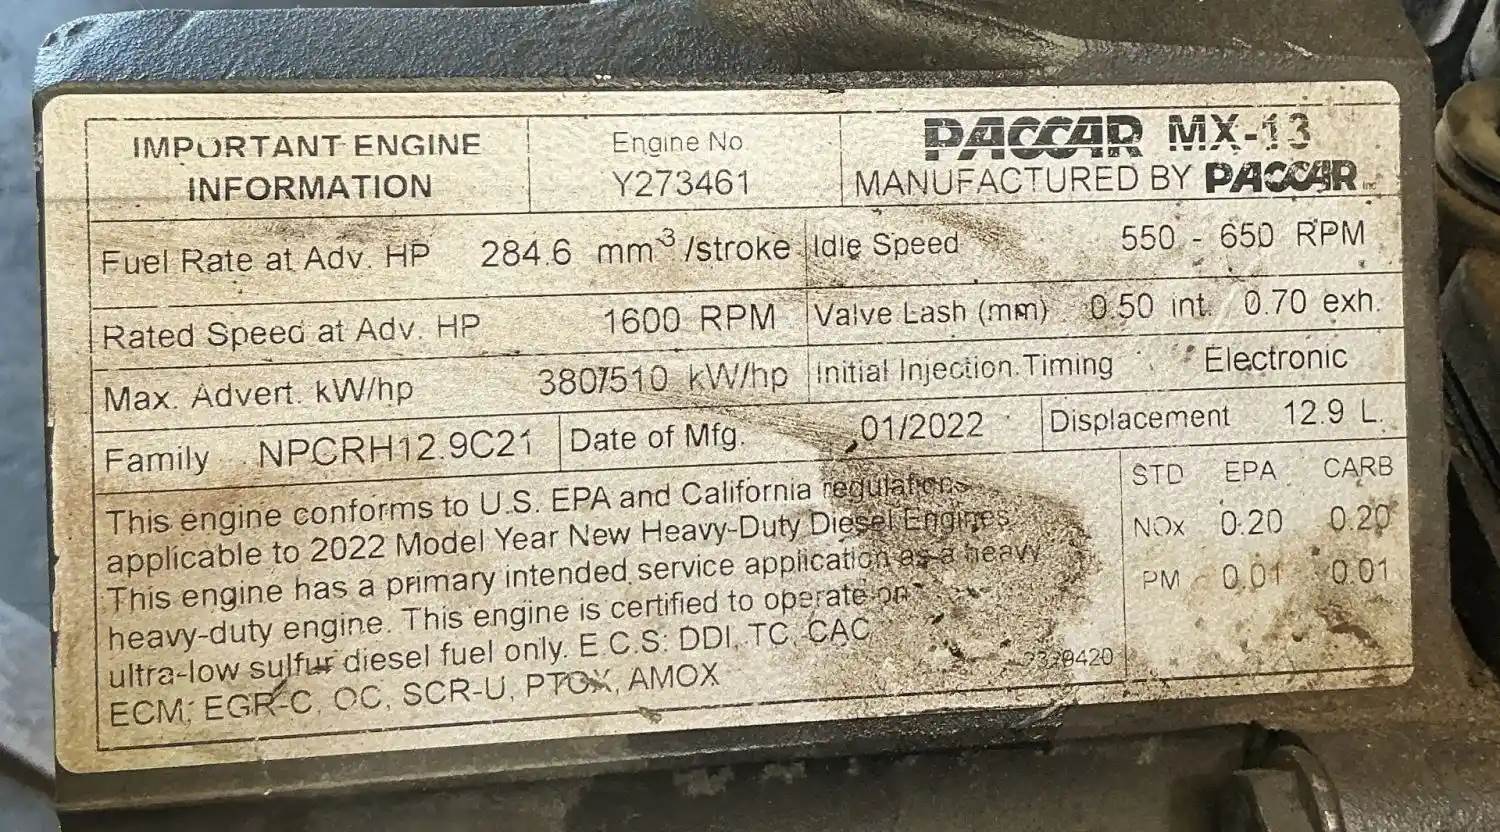 IMPORTANT ENGINE
INFORMATION
Engine No
Y273461
PACCAR MX-13
MANUFACTURED BY PACCAR
Fuel Rate at Adv. HP 284.6 mm³/stroke
Idle Speed 550 - 650 RPM
Rated Speed at Adv. HP 1600 RPM
Valve Lash (mm) 0.50 int. 0.70 exh.
Max. Advert. kW/hp 380/510 kW/hp
Initial Injection Timing Electronic
Family NPCRH12.9C21
Date of Mfg. 01/2022
Displacement 12.9 L.
This engine conforms to U.S. EPA and California regulations
applicable to 2022 Model Year New Heavy-Duty Diesel Engines
This engine has a primary intended service application as a heavy
heavy-duty engine. This engine is certified to operate on
ultra-low sulfur diesel fuel only. E.C.S: DDI, TC, CAC
ECM, EGR-C, OC, SCR-U, PTOX, AMOX
STD EPA CARB
NOx 0.20 0.20
PM 0.01 0.01